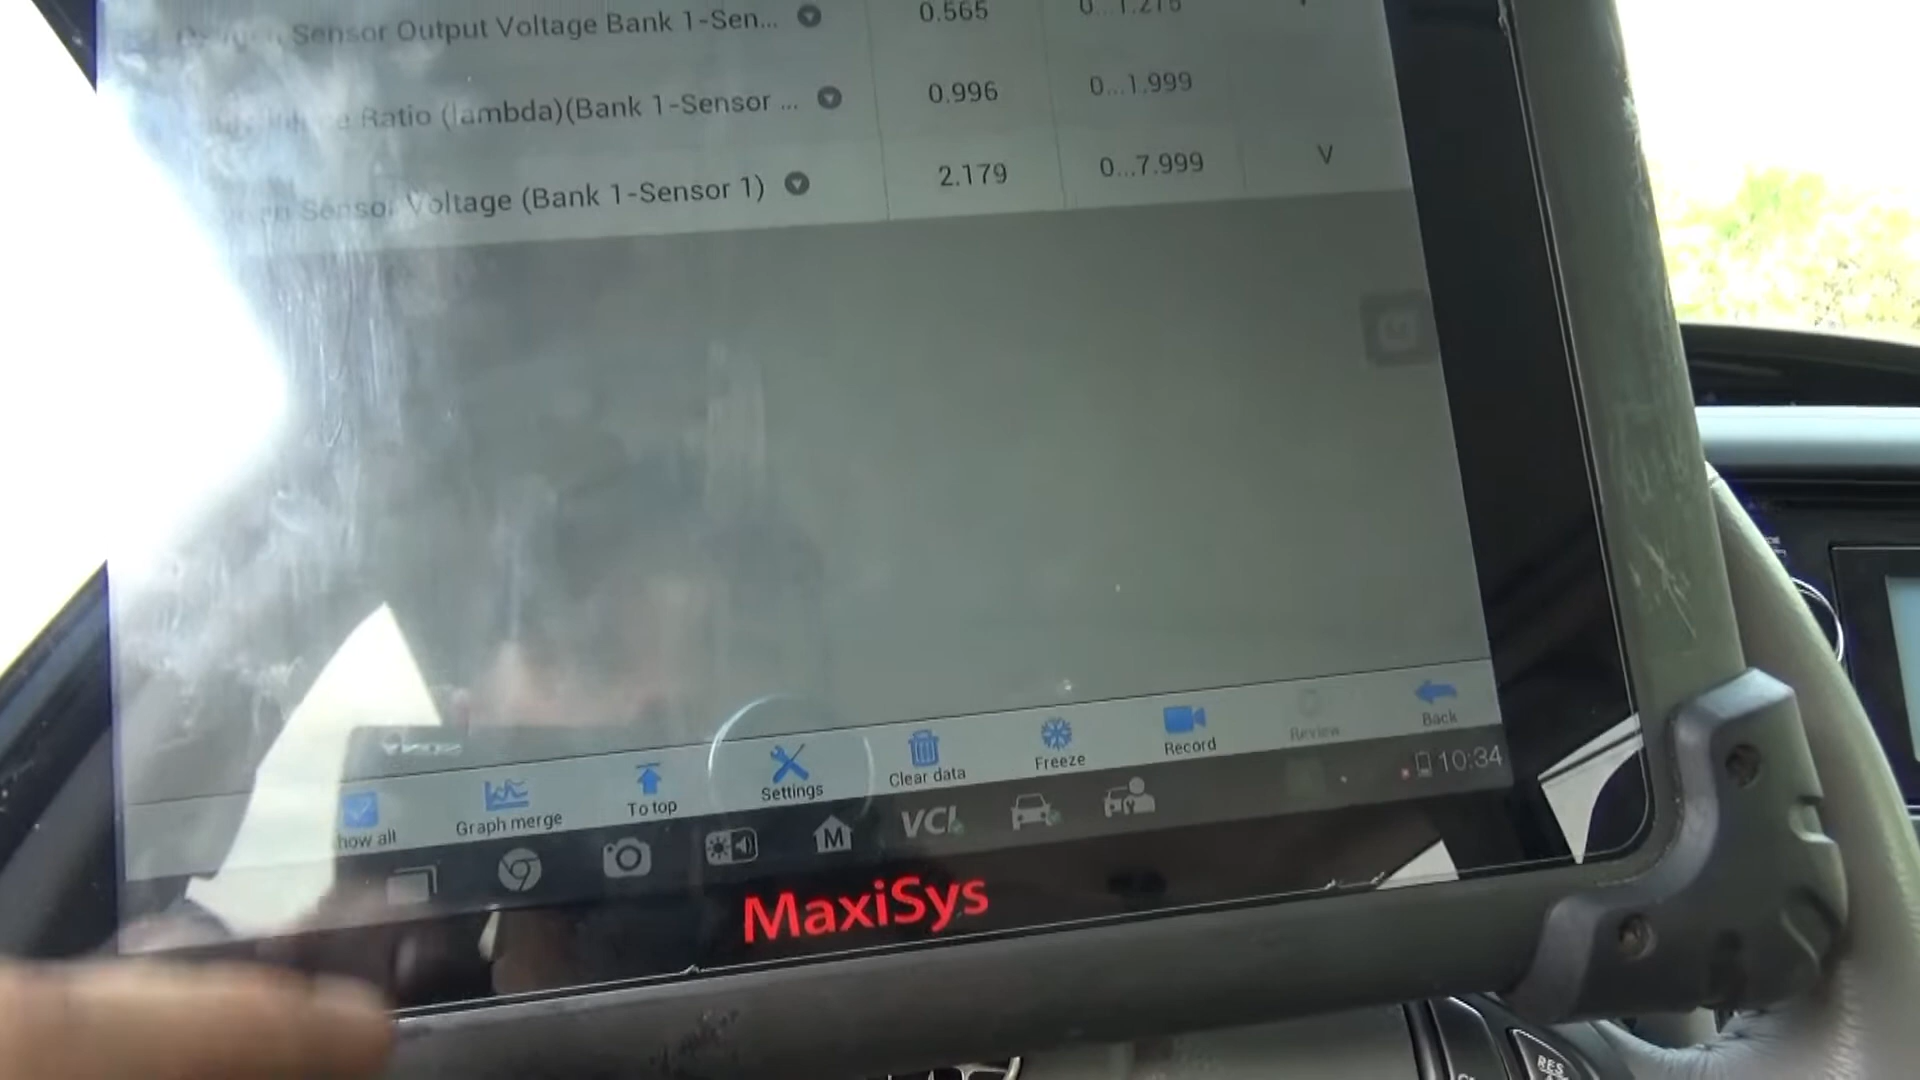 Sensor Output Voltage Bank 1-Sen... 0.565 0...1.275
Ratio (lambda)(Bank 1-Sensor ... 0.996 0...1.999
Sensor Voltage (Bank 1-Sensor 1) 2.179 0...7.999 V
how all
Graph merge
To top
Settings
Clear data
Freeze
Record
Review
Back
M
VCI
10:34
MaxiSys
RES